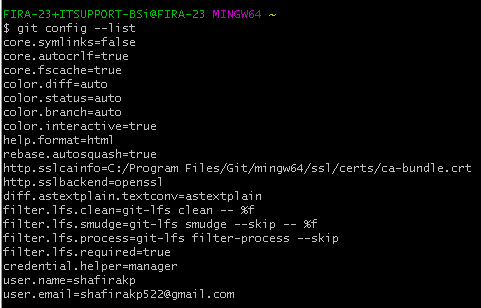 FIRA-23+ITSUPPORT-BSi@FIRA-23 MINGW64 ~
$ git config --list
core.symlinks=false
core.autocrlf=true
core.fscache=true
color.diff=auto
color.status=auto
color.branch=auto
color.interactive=true
help.format=html
rebase.autosquash=true
http.sslcainfo=C:/Program Files/Git/mingw64/ssl/certs/ca-bundle.crt
http.sslbackend=openssl
diff.astextplain.textconv=astextplain
filter.lfs.clean=git-lfs clean -- %f
filter.lfs.smudge=git-lfs smudge --skip -- %f
filter.lfs.process=git-lfs filter-process --skip
filter.lfs.required=true
credential.helper=manager
user.name=shafirakp
user.email=shafirakp522@gmail.com